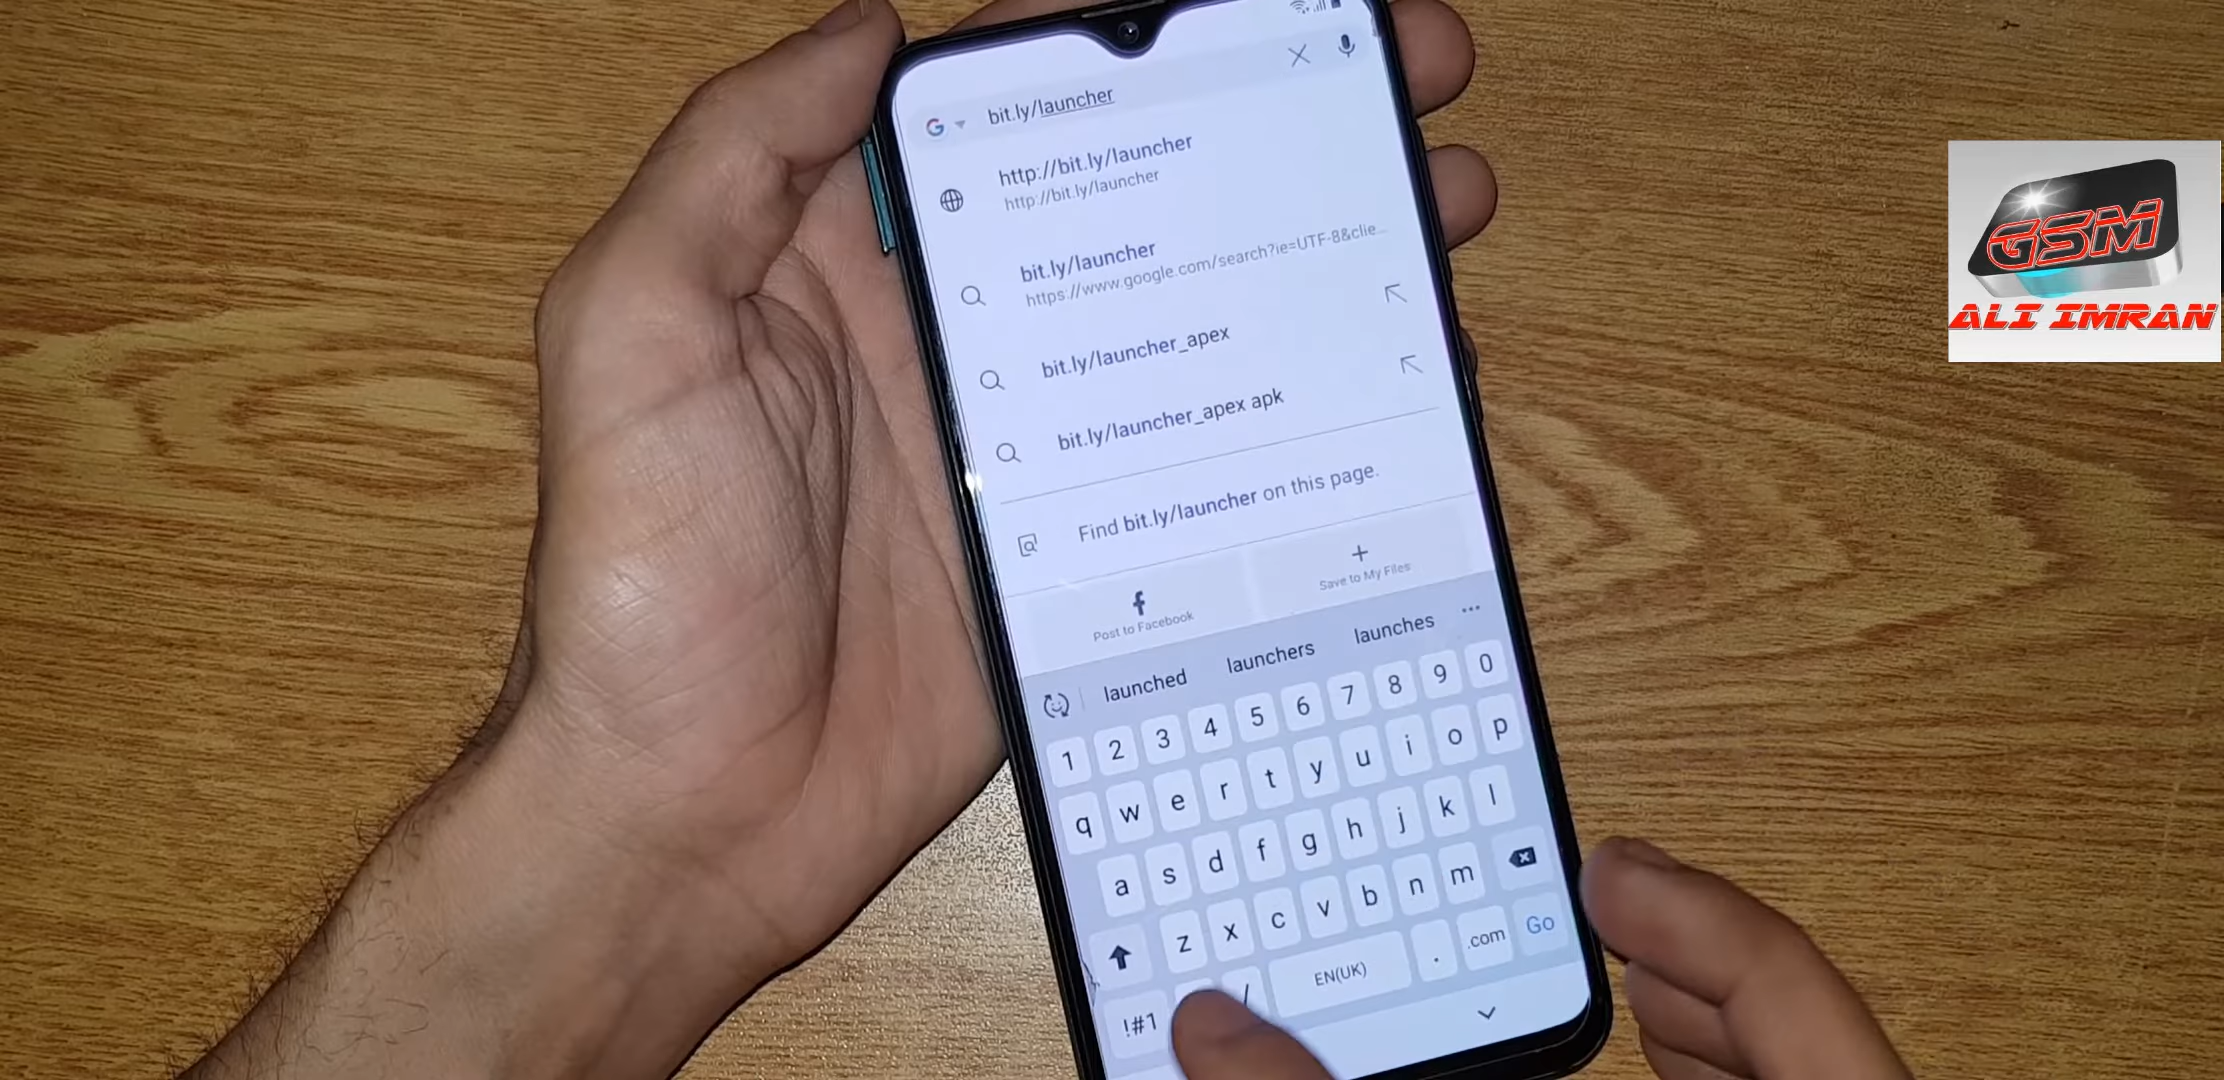 bit.ly/launcher
http://bit.ly/launcher
http://bit.ly/launcher
bit.ly/launcher
https://www.google.com/search?ie=UTF-8&clie...
bit.ly/launcher_apex
bit.ly/launcher_apex apk
Find bit.ly/launcher on this page.
Post to Facebook
Save to My Files
launched launchers launches
1 2 3 4 5 6 7 8 9 0
q w e r t y u i o p
a s d f g h j k l
z x c v b n m
!#1 / EN(UK) . .com Go
GSM
ALI IMRAN